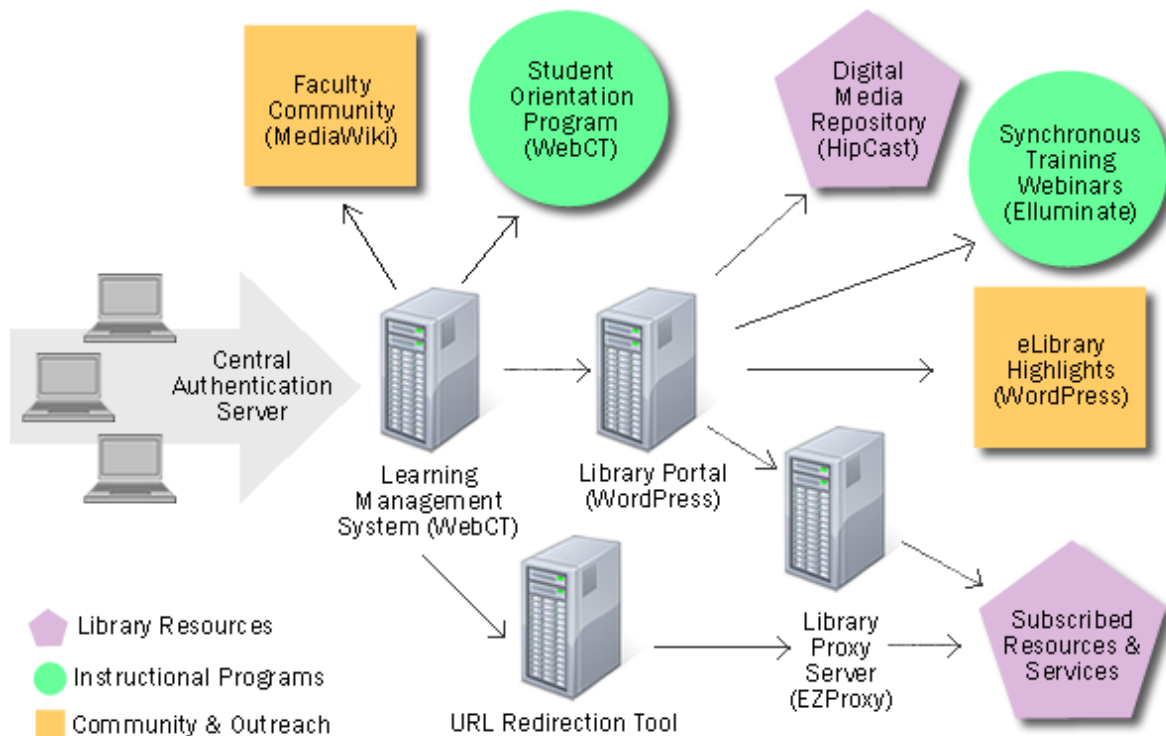 Faculty
Community
(MediaWiki)
Student
Orientation
Program
(WebCT)
Digital
Media
Repository
(HipCast)
Synchronous
Training
Webinars
(Elluminate)
Central
Authentication
Server
eLibrary
Highlights
(WordPress)
Learning
Management
System (WebCT)
Library Portal
(WordPress)
Library
Proxy
Server
(EZProxy)
Subscribed
Resources &
Services
URL Redirection Tool
Library Resources
Instructional Programs
Community & Outreach